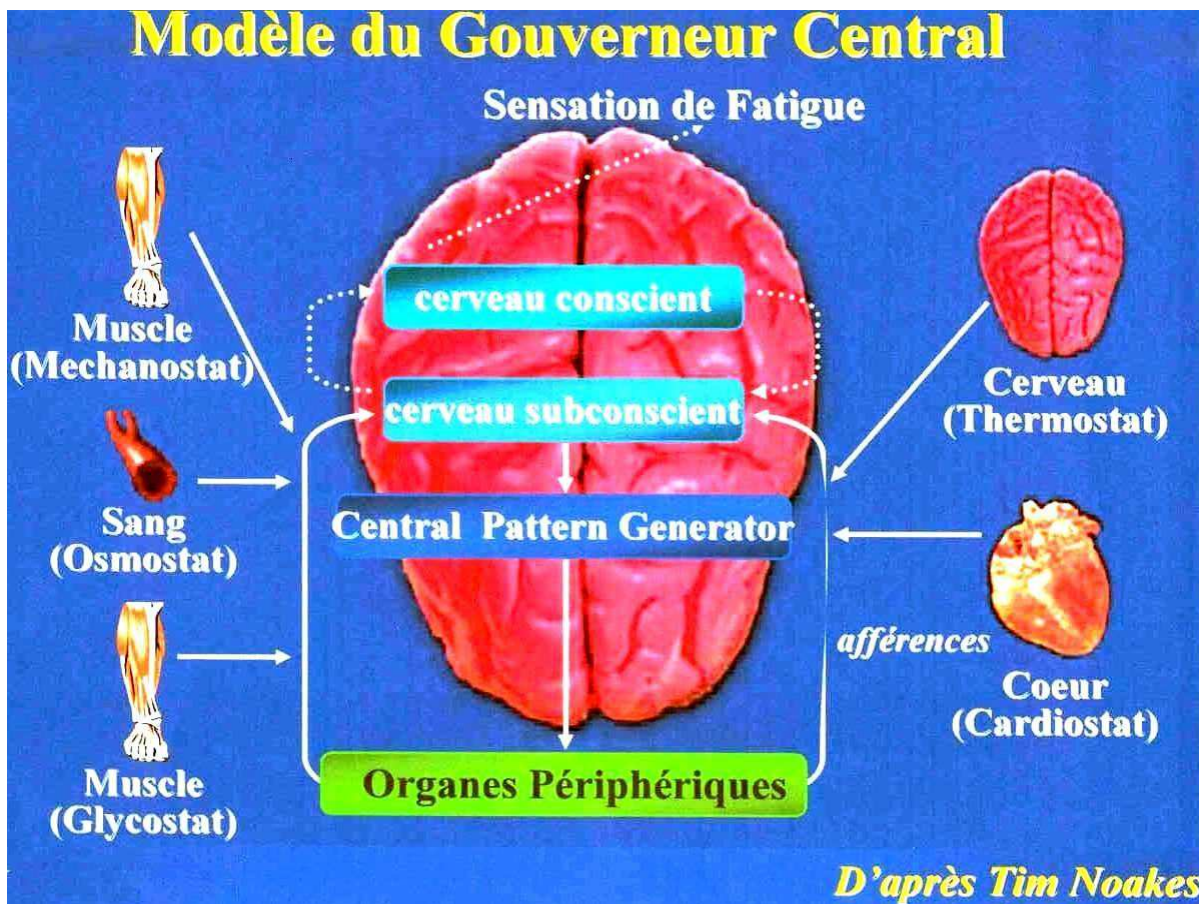 Modèle du Gouverneur Central
Sensation de Fatigue
Muscle
(Mechanostat)
Sang
(Osmostat)
Muscle
(Glycostat)
cerveau conscient
cerveau subconscient
Central Pattern Generator
Organes Périphériques
Cerveau
(Thermostat)
afférences
Coeur
(Cardiostat)
D'après Tim Noakes